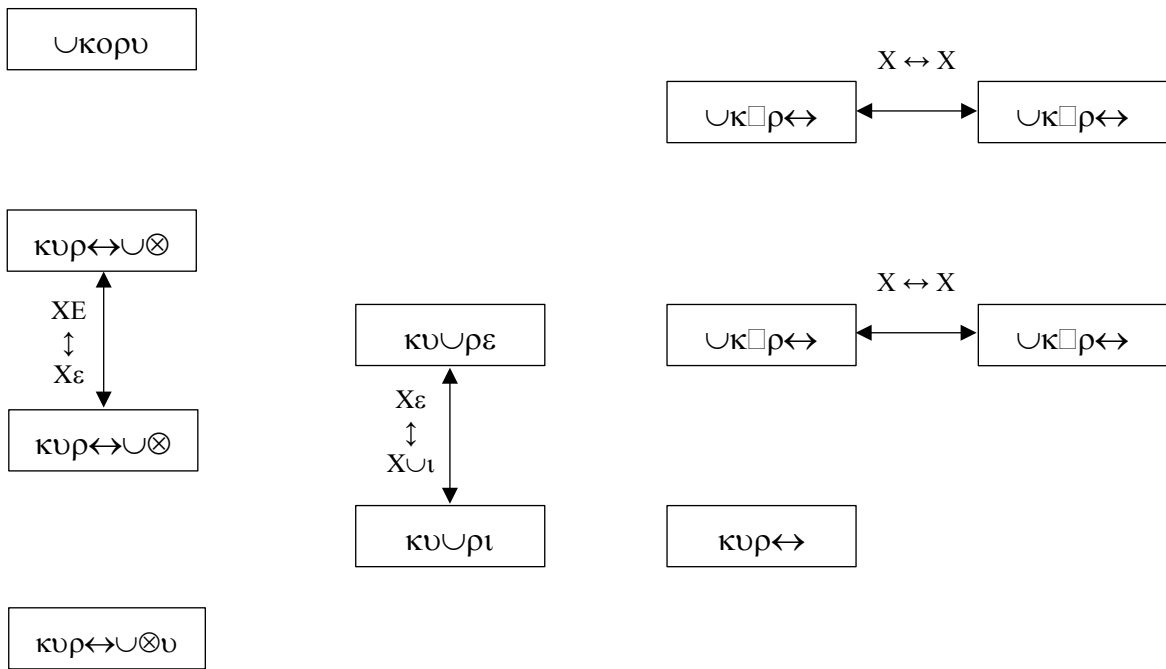 ∪κορυ
X ↔ X
∪κ□ρ↔
∪κ□ρ↔
κυρ↔∪⊗
XE
↕
Xε
κυρ↔∪⊗
κυ∪ρε
Xε
↕
X∪ι
κυ∪ρι
X ↔ X
∪κ□ρ↔
∪κ□ρ↔
κυρ↔
κυρ↔∪⊗υ